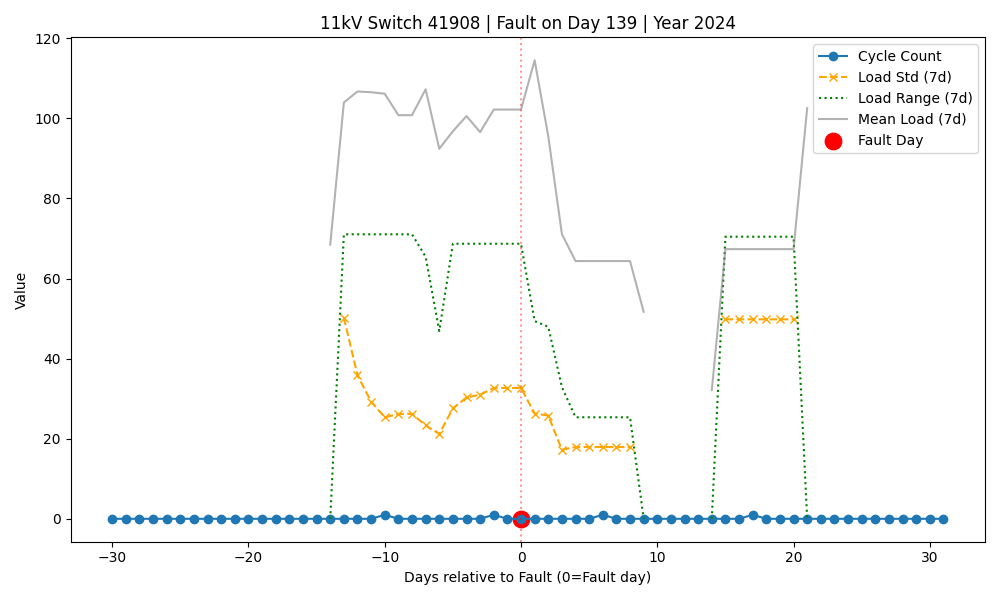 11kV Switch 41908 | Fault on Day 139 | Year 2024
120
100
80
60
40
20
0
Value
Cycle Count
Load Std (7d)
Load Range (7d)
Mean Load (7d)
Fault Day
−30
−20
−10
0
10
20
30
Days relative to Fault (0=Fault day)